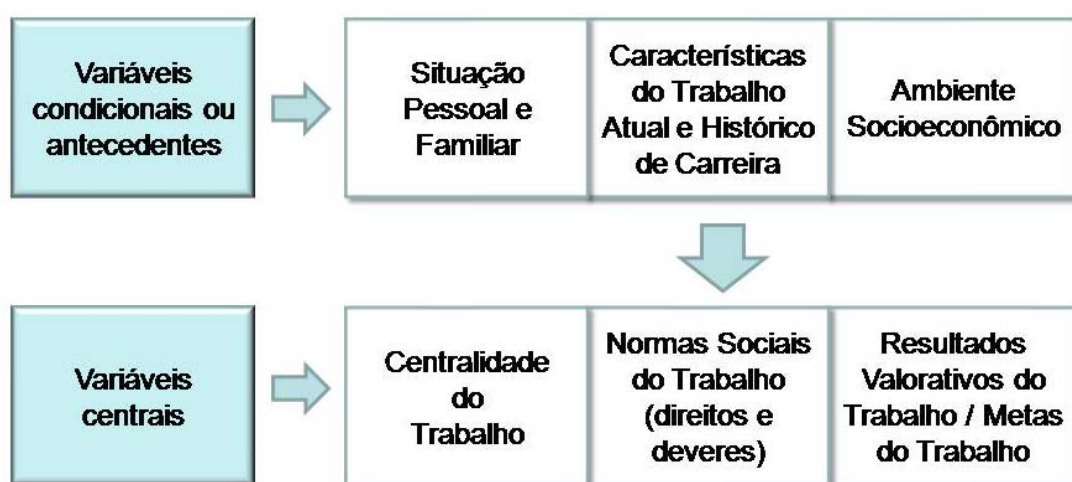 Variáveis
condicionais ou
antecedentes
Situação
Pessoal e
Familiar
Características
do Trabalho
Atual e Histórico
de Carreira
Ambiente
Socioeconômico
Variáveis
centrais
Centralidade
do
Trabalho
Normas Sociais
do Trabalho
(direitos e
deveres)
Resultados
Valorativos do
Trabalho / Metas
do Trabalho